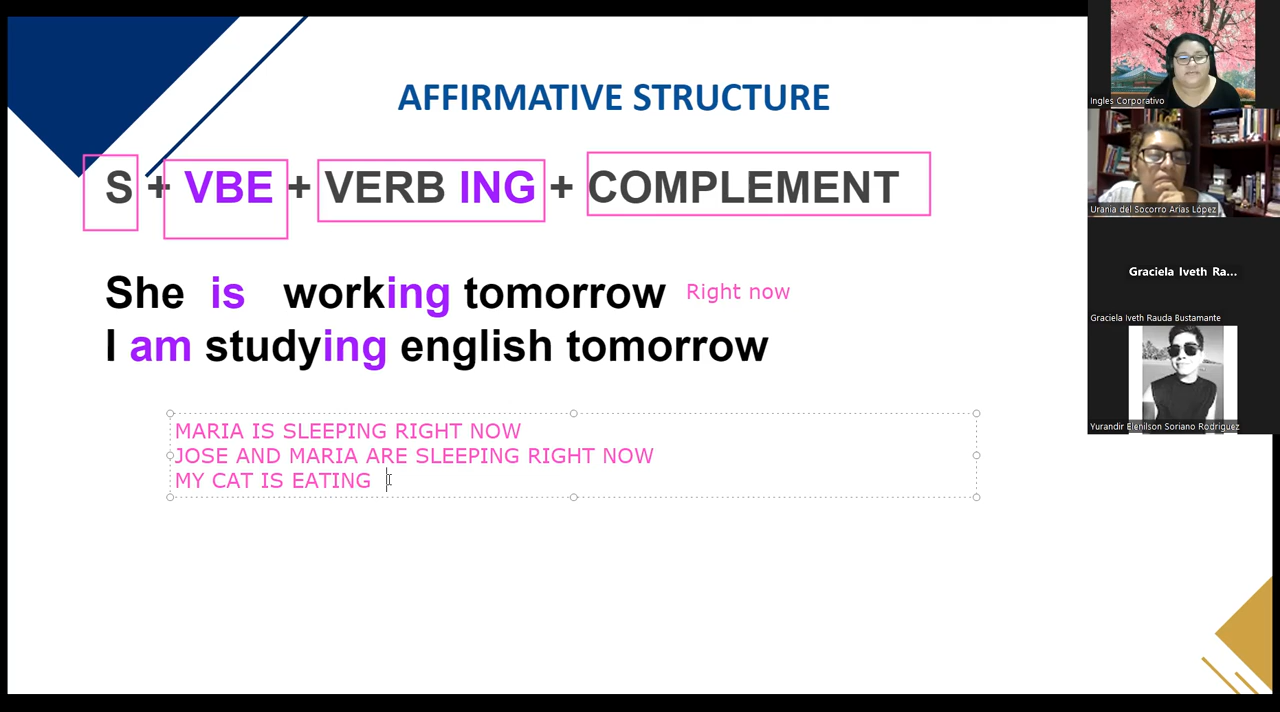 AFFIRMATIVE STRUCTURE
S + VBE + VERB ING + COMPLEMENT
She is working tomorrow Right now
I am studying english tomorrow
MARIA IS SLEEPING RIGHT NOW
JOSE AND MARIA ARE SLEEPING RIGHT NOW
MY CAT IS EATING
Ingles Corporativo
Urania del Socorro Arias López
Graciela Iveth Ra...
Graciela Iveth Rauda Bustamante
Yurandir Elenilson Soriano Rodriguez